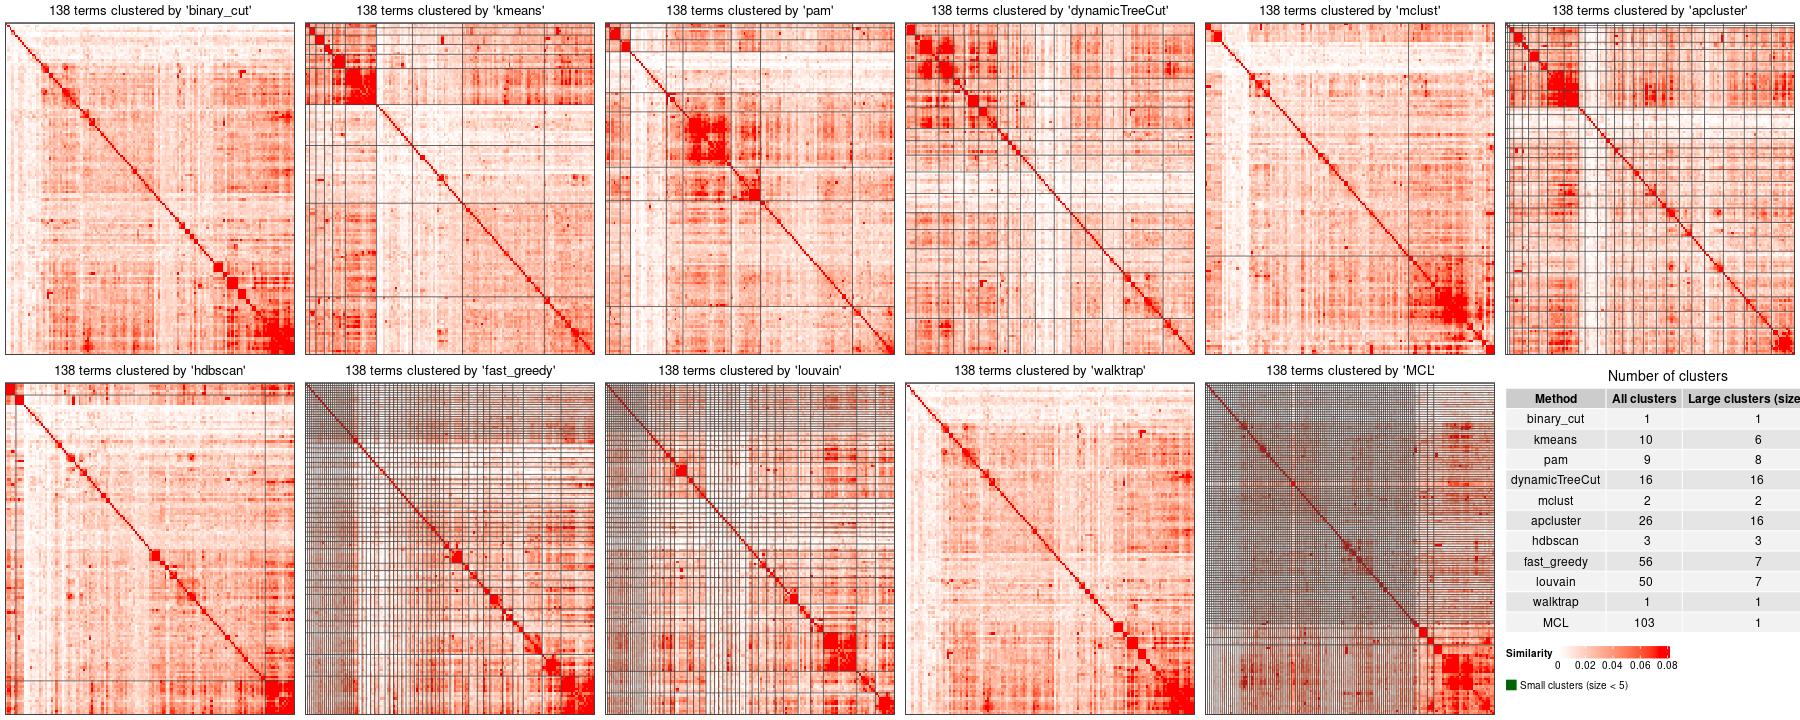 138 terms clustered by 'binary_cut'
138 terms clustered by 'kmeans'
138 terms clustered by 'pam'
138 terms clustered by 'dynamicTreeCut'
138 terms clustered by 'mclust'
138 terms clustered by 'apcluster'
138 terms clustered by 'hdbscan'
138 terms clustered by 'fast_greedy'
138 terms clustered by 'louvain'
138 terms clustered by 'walktrap'
138 terms clustered by 'MCL'
Number of clusters
Method All clusters Large clusters (size
binary_cut 1 1
kmeans 10 6
pam 9 8
dynamicTreeCut 16 16
mclust 2 2
apcluster 26 16
hdbscan 3 3
fast_greedy 56 7
louvain 50 7
walktrap 1 1
MCL 103 1
Similarity
0 0.02 0.04 0.06 0.08
Small clusters (size < 5)